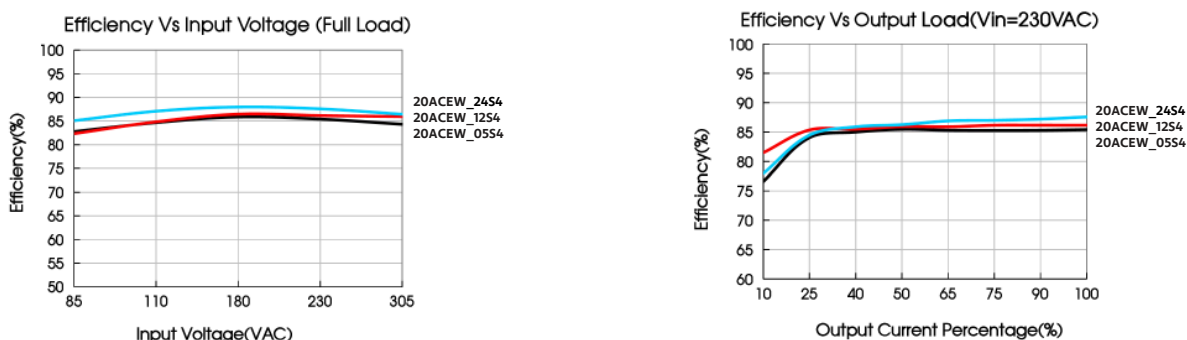 Efficiency Vs Input Voltage (Full Load)
100
95
90
85
80
75
70
65
60
55
50
Efficiency(%)
85 110 180 230 305
Input Voltage(VAC)
20ACEW_24S4
20ACEW_12S4
20ACEW_05S4
Efficiency Vs Output Load(Vin=230VAC)
100
95
90
85
80
75
70
65
60
Efficiency(%)
10 25 40 50 65 75 90 100
Output Current Percentage(%)
20ACEW_24S4
20ACEW_12S4
20ACEW_05S4